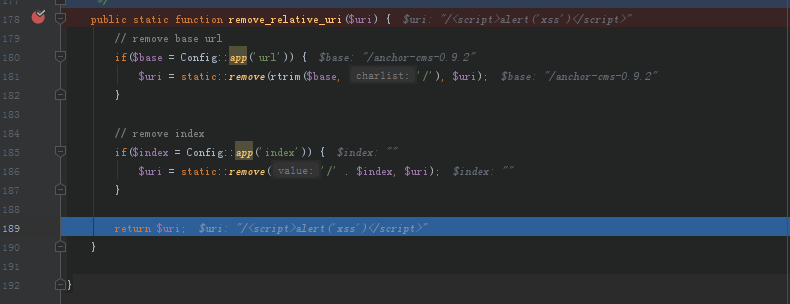 177 */
178 public static function remove_relative_uri($uri) { $uri: "/<script>alert('xss')</script>"
179 // remove base url
180 if($base = Config::app('url')) { $base: "/anchor-cms-0.9.2"
181 $uri = static::remove(rtrim($base, charlist: '/'), $uri); $base: "/anchor-cms-0.9.2"
182 }
183
184 // remove index
185 if($index = Config::app('index')) { $index: ""
186 $uri = static::remove( value: '/' . $index, $uri); $index: ""
187 }
188
189 return $uri; $uri: "/<script>alert('xss')</script>"
190 }
191
192 }